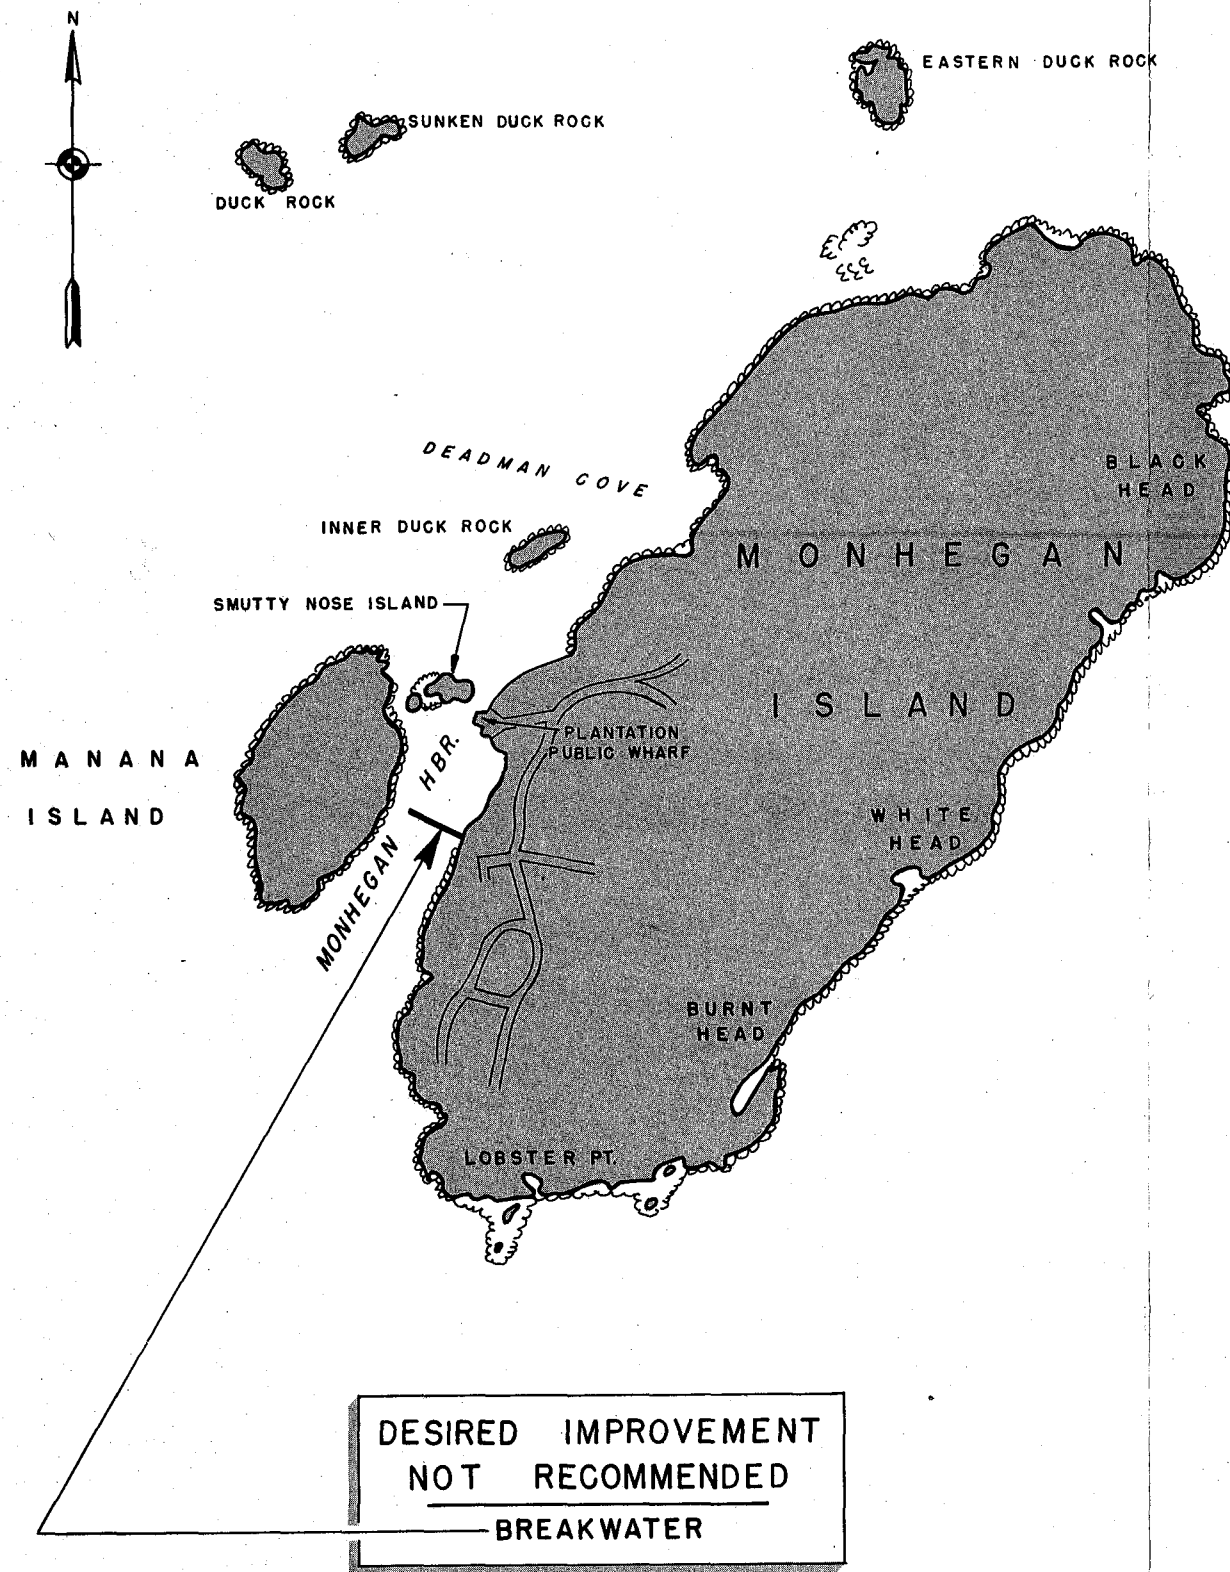 N
EASTERN DUCK ROCK
SUNKEN DUCK ROCK
DUCK ROCK
DEADMAN COVE
BLACK
HEAD
INNER DUCK ROCK
MONHEGAN
SMUTTY NOSE ISLAND
ISLAND
PLANTATION
PUBLIC WHARF
MANANA
ISLAND
MONHEGAN HBR.
WHITE
HEAD
BURNT
HEAD
LOBSTER PT.
DESIRED IMPROVEMENT
NOT RECOMMENDED
BREAKWATER